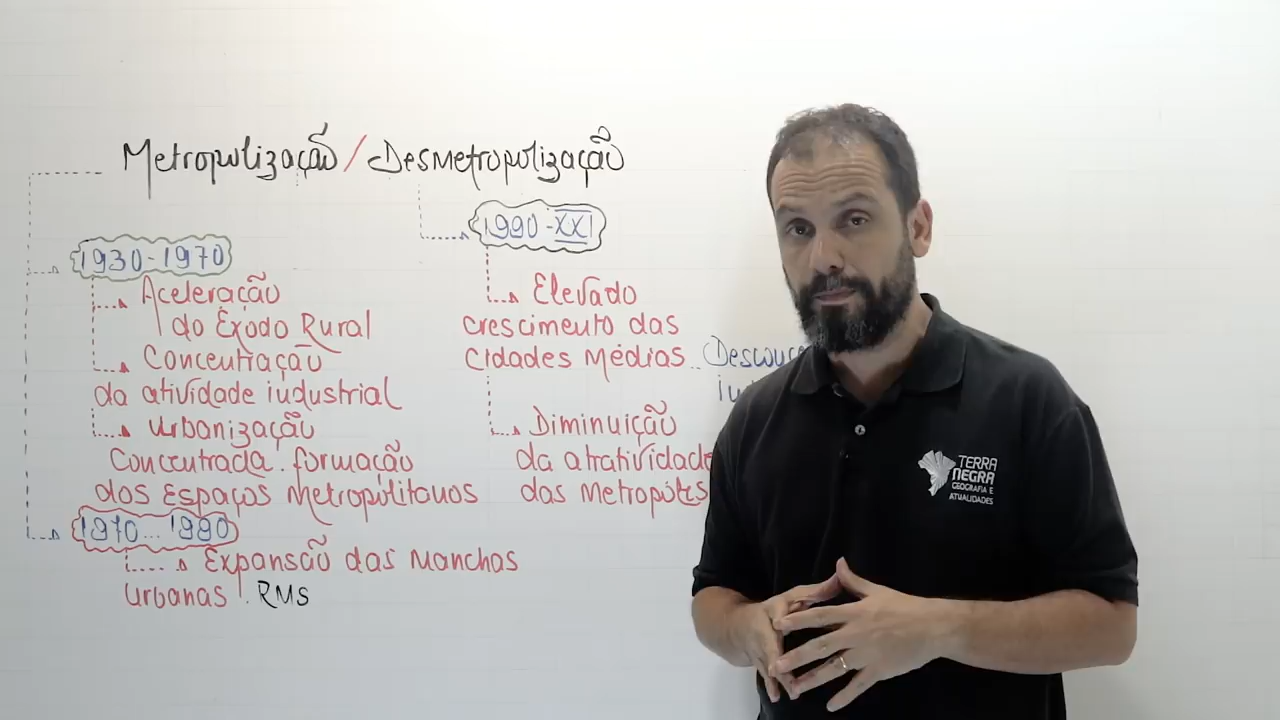 Metropolização / Desmetropolização
1930-1970
Aceleração
do Êxodo Rural
Concentração
da atividade industrial
Urbanização
Concentrada. formação
dos Espaços Metropolitanos
1970... 1990
Expansão das Manchas
Urbanas. RMs
1990-XXI
Elevado
crescimento das
Cidades Médias..
Diminuição
da atratividade
das Metrópoles
TERRA
NEGRA
GEOGRAFIA E
ATUALIDADES